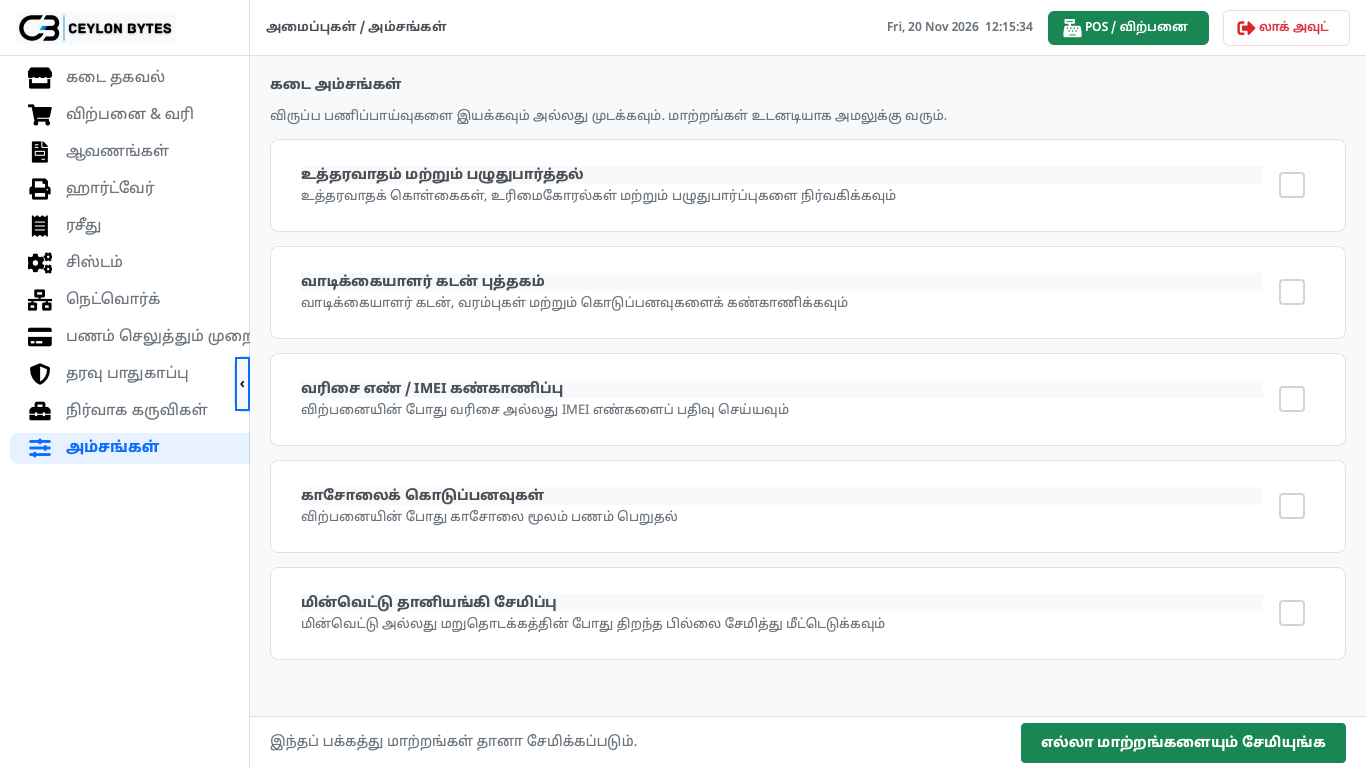 CB CEYLON BYTES
அமைப்புகள் / அம்சங்கள்
Fri, 20 Nov 2026 12:15:34
POS / விற்பனை
லாக் அவுட்
கடை தகவல்
விற்பனை & வரி
ஆவணங்கள்
ஹார்ட்வேர்
ரசீது
சிஸ்டம்
நெட்வொர்க்
பணம் செலுத்தும் முறை
தரவு பாதுகாப்பு
நிர்வாக கருவிகள்
அம்சங்கள்
கடை அம்சங்கள்
விருப்ப பணிப்பாய்வுகளை இயக்கவும் அல்லது முடக்கவும். மாற்றங்கள் உடனடியாக அமலுக்கு வரும்.
உத்தரவாதம் மற்றும் பழுதுபார்த்தல்
உத்தரவாதக் கொள்கைகள், உரிமைகோரல்கள் மற்றும் பழுதுபார்ப்புகளை நிர்வகிக்கவும்
வாடிக்கையாளர் கடன் புத்தகம்
வாடிக்கையாளர் கடன், வரம்புகள் மற்றும் கொடுப்பனவுகளைக் கண்காணிக்கவும்
வரிசை எண் / IMEI கண்காணிப்பு
விற்பனையின் போது வரிசை அல்லது IMEI எண்களைப் பதிவு செய்யவும்
காசோலைக் கொடுப்பனவுகள்
விற்பனையின் போது காசோலை மூலம் பணம் பெறுதல்
மின்வெட்டு தானியங்கி சேமிப்பு
மின்வெட்டு அல்லது மறுதொடக்கத்தின் போது திறந்த பில்லை சேமித்து மீட்டெடுக்கவும்
இந்தப் பக்கத்து மாற்றங்கள் தானா சேமிக்கப்படும்.
எல்லா மாற்றங்களையும் சேமியுங்க